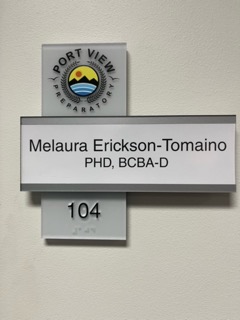 PORT VIEW
PREPARATORY
Melaura Erickson-Tomaino
PHD, BCBA-D
104